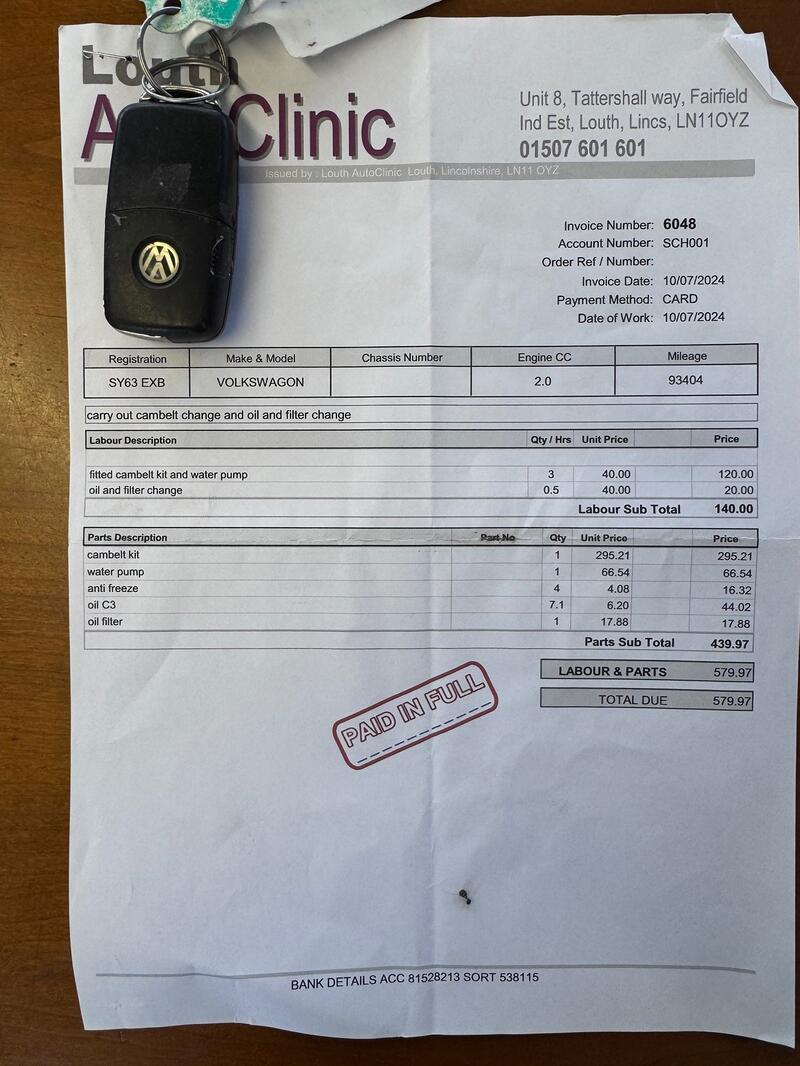 Louth
Clinic
Unit 8, Tattershall way, Fairfield
Ind Est, Louth, Lincs, LN11OYZ
01507 601 601
Issued by : Louth AutoClinic Louth, Lincolnshire, LN11 OYZ
Invoice Number: 6048
Account Number: SCH001
Order Ref / Number:
Invoice Date: 10/07/2024
Payment Method: CARD
Date of Work: 10/07/2024
Registration Make & Model Chassis Number Engine CC Mileage
SY63 EXB VOLKSWAGON 2.0 93404
carry out cambelt change and oil and filter change
Labour Description Qty / Hrs Unit Price Price
fitted cambelt kit and water pump 3 40.00 120.00
oil and filter change 0.5 40.00 20.00
Labour Sub Total 140.00
Parts Description Part No Qty Unit Price Price
cambelt kit 1 295.21 295.21
water pump 1 66.54 66.54
anti freeze 4 4.08 16.32
oil C3 7.1 6.20 44.02
oil filter 1 17.88 17.88
Parts Sub Total 439.97
LABOUR & PARTS 579.97
TOTAL DUE 579.97
PAID IN FULL
BANK DETAILS ACC 81528213 SORT 538115